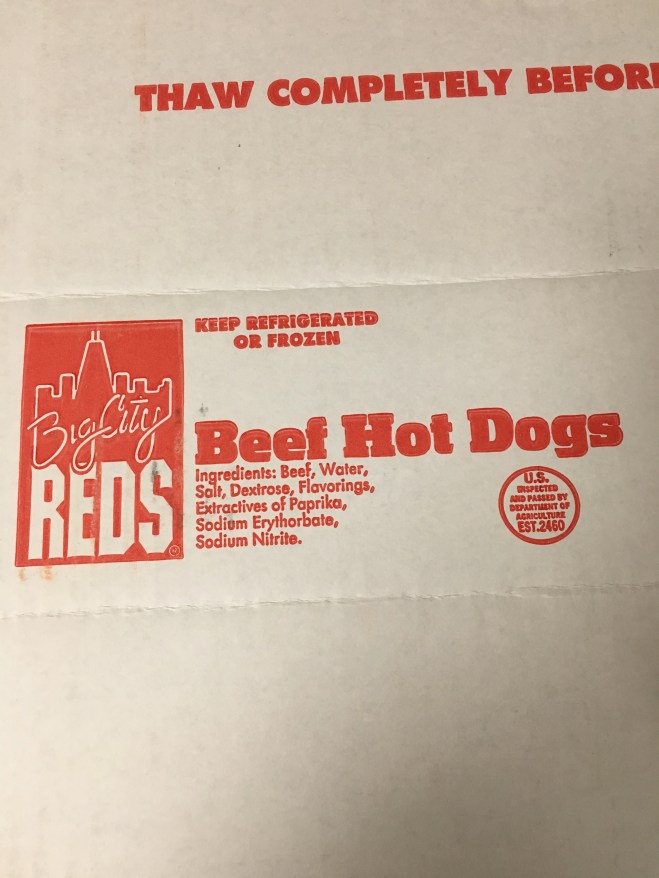 THAW COMPLETELY BEFOR
KEEP REFRIGERATED
OR FROZEN
Big City
REDS
Beef Hot Dogs
Ingredients: Beef, Water,
Salt, Dextrose, Flavorings,
Extractives of Paprika,
Sodium Erythorbate,
Sodium Nitrite.
U.S.
INSPECTED
AND PASSED BY
DEPARTMENT OF
AGRICULTURE
EST.2460